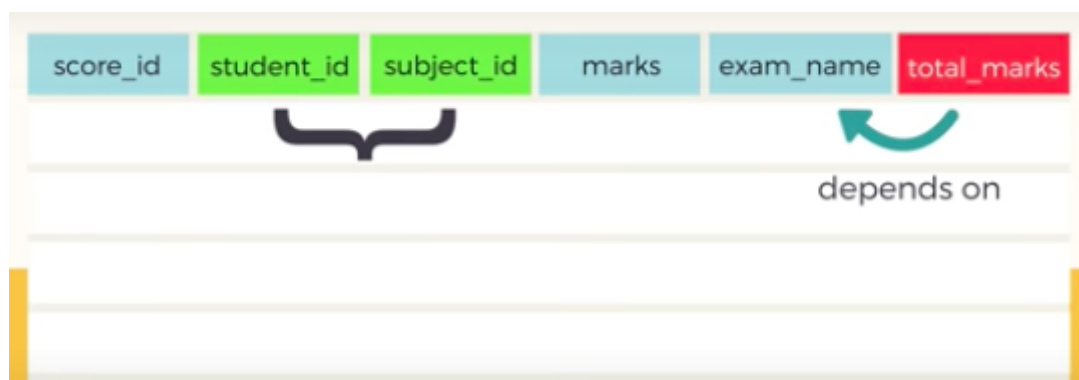 score_id student_id subject_id marks exam_name total_marks
depends on